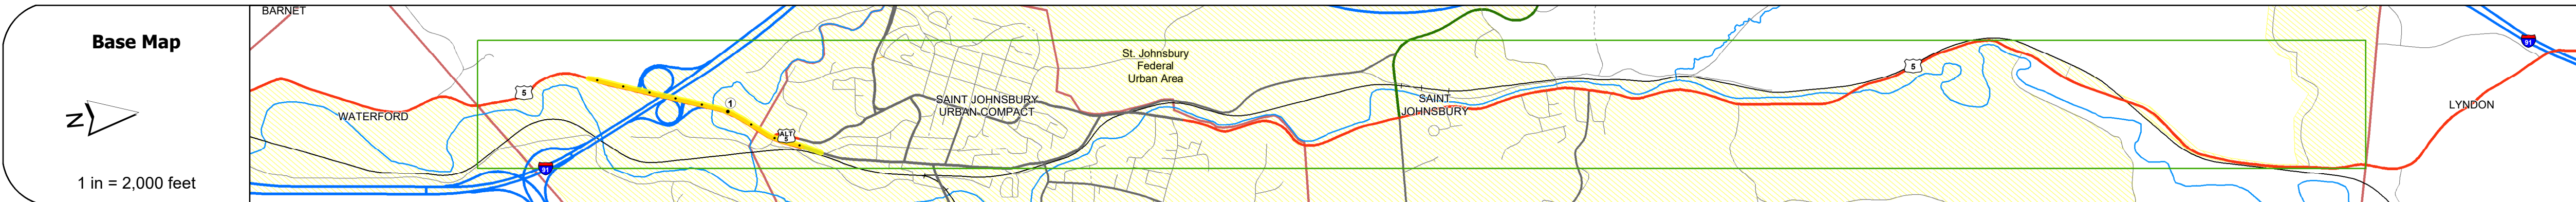 Base Map
N
1 in = 2,000 feet
BARNET
WATERFORD
5
91
1
ALT
5
SAINT JOHNSBURY
URBAN COMPACT
St. Johnsbury
Federal
Urban Area
SAINT
JOHNSBURY
5
91
LYNDON